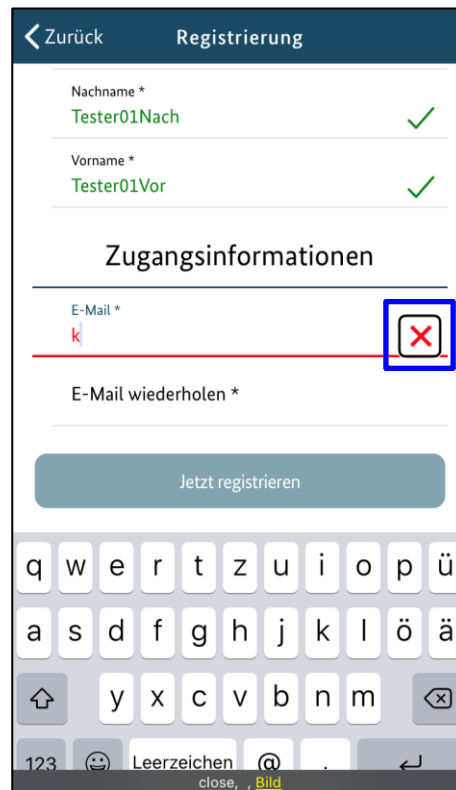 Zurück Registrierung
Nachname *
Tester01Nach
Vorname *
Tester01Vor
Zugangsinformationen
E-Mail *
k
E-Mail wiederholen *
Jetzt registrieren
q w e r t z u i o p ü
a s d f g h j k l ö ä
y x c v b n m
123 Leerzeichen @ .
close, , Bild